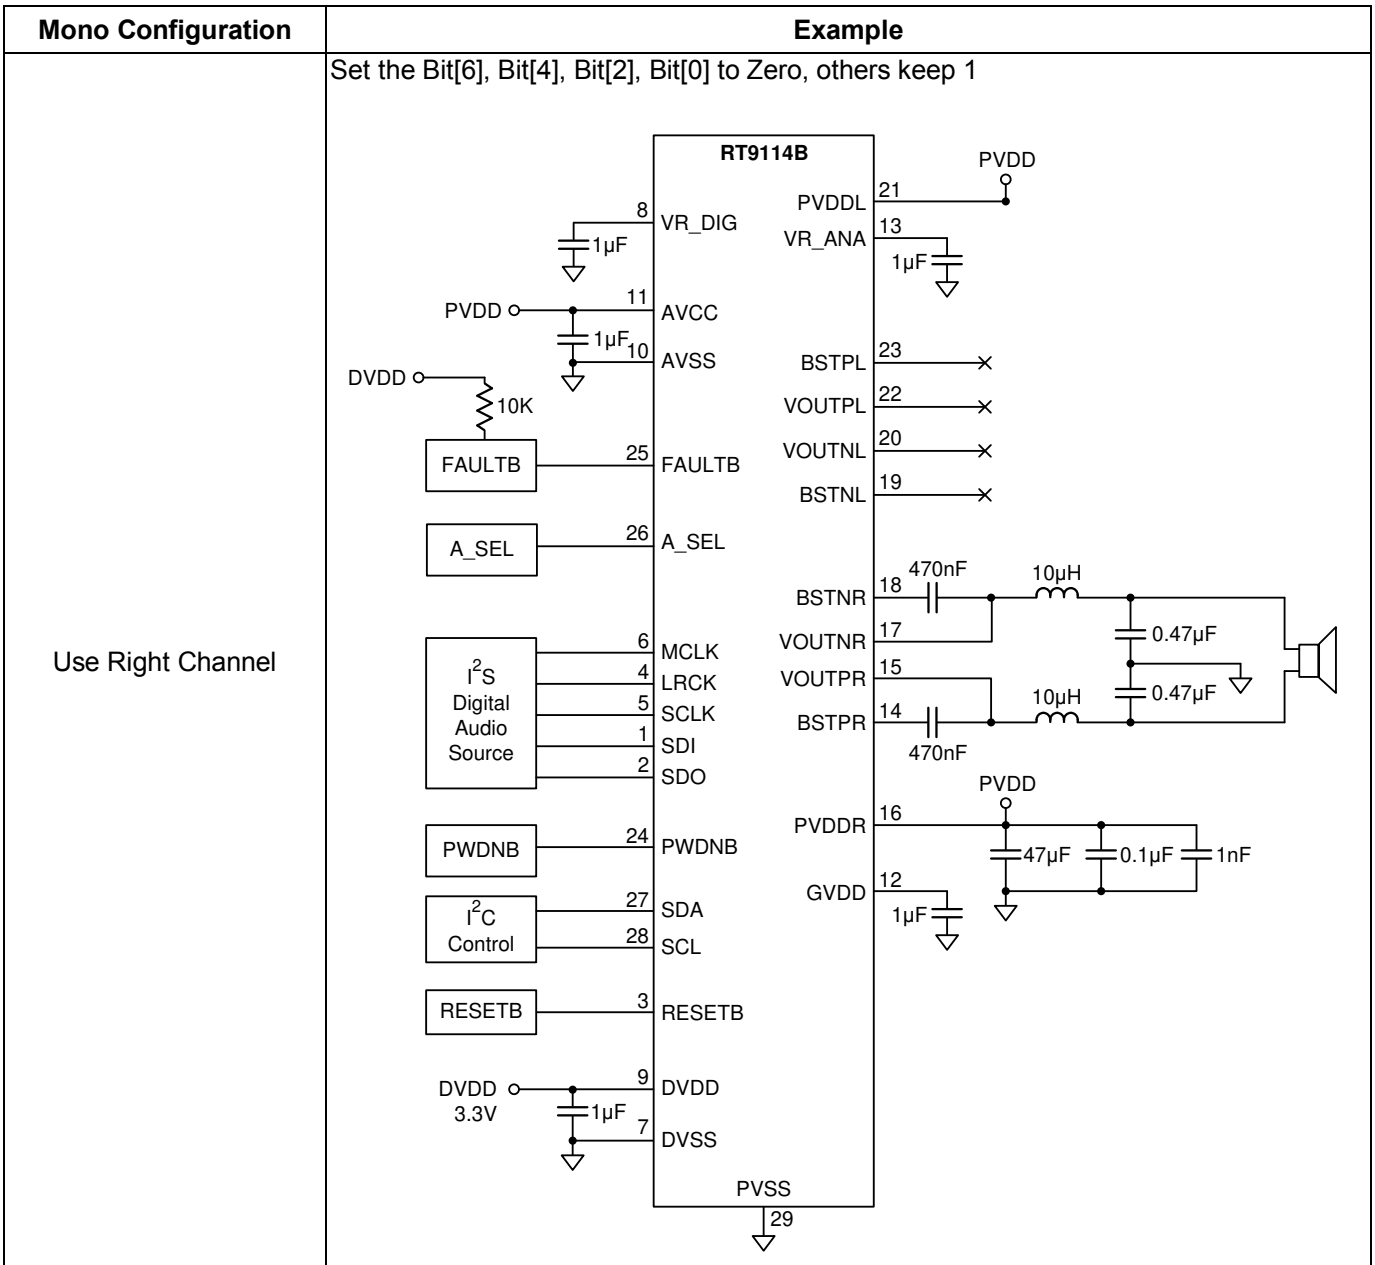 Mono Configuration
Example
Set the Bit[6], Bit[4], Bit[2], Bit[0] to Zero, others keep 1
Use Right Channel
RT9114B
PVDD
PVDDL
21
8
VR_DIG
1µF
VR_ANA
13
1µF
PVDD
11
AVCC
1µF
10
AVSS
BSTPL
23
DVDD
10K
VOUTPL
22
FAULTB
25
FAULTB
VOUTNL
20
BSTNL
19
A_SEL
26
A_SEL
470nF
10µH
BSTNR
18
0.47µF
VOUTNR
17
I²S
Digital
Audio
Source
6
MCLK
4
LRCK
5
SCLK
1
SDI
2
SDO
VOUTPR
15
10µH
0.47µF
BSTPR
14
470nF
PVDD
PVDDR
16
47µF
0.1µF
1nF
PWDNB
24
PWDNB
GVDD
12
1µF
I²C
Control
27
SDA
28
SCL
RESETB
3
RESETB
DVDD
3.3V
9
DVDD
1µF
7
DVSS
PVSS
29